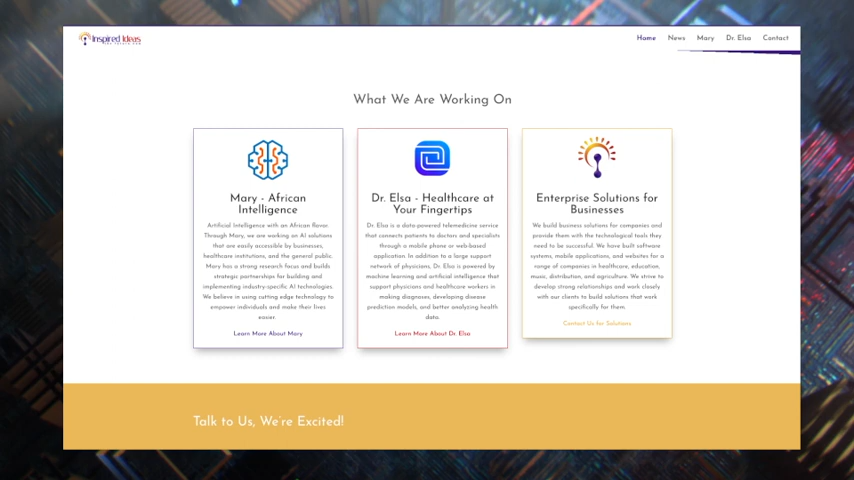 Inspired Ideas
Home News Mary Dr. Elsa Contact
What We Are Working On
Mary - African
Intelligence
Artificial Intelligence with an African flavor.
Through Mary, we are working on AI solutions
that are easily accessible by businesses,
healthcare institutions, and the general public.
Mary has a strong research focus and builds
strategic partnerships for building and
implementing industry-specific AI technologies.
We believe in using cutting edge technology to
empower individuals and make their lives
easier.
Learn More About Mary
Dr. Elsa - Healthcare at
Your Fingertips
Dr. Elsa is a data-powered telemedicine service
that connects patients to doctors and specialists
through a mobile phone or web-based
application. In addition to a large support
network of physicians, Dr. Elsa is powered by
machine learning and artificial intelligence that
support physicians and healthcare workers in
making diagnoses, developing disease
prediction models, and better analyzing health
data.
Learn More About Dr. Elsa
Enterprise Solutions for
Businesses
We build business solutions for companies and
provide them with the technological tools they
need to be successful. We have built software
systems, mobile applications, and websites for a
range of companies in healthcare, education,
music, distribution, and agriculture. We strive to
develop strong relationships and work closely
with our clients to build solutions that work
specifically for them.
Contact Us for Solutions
Talk to Us, We're Excited!